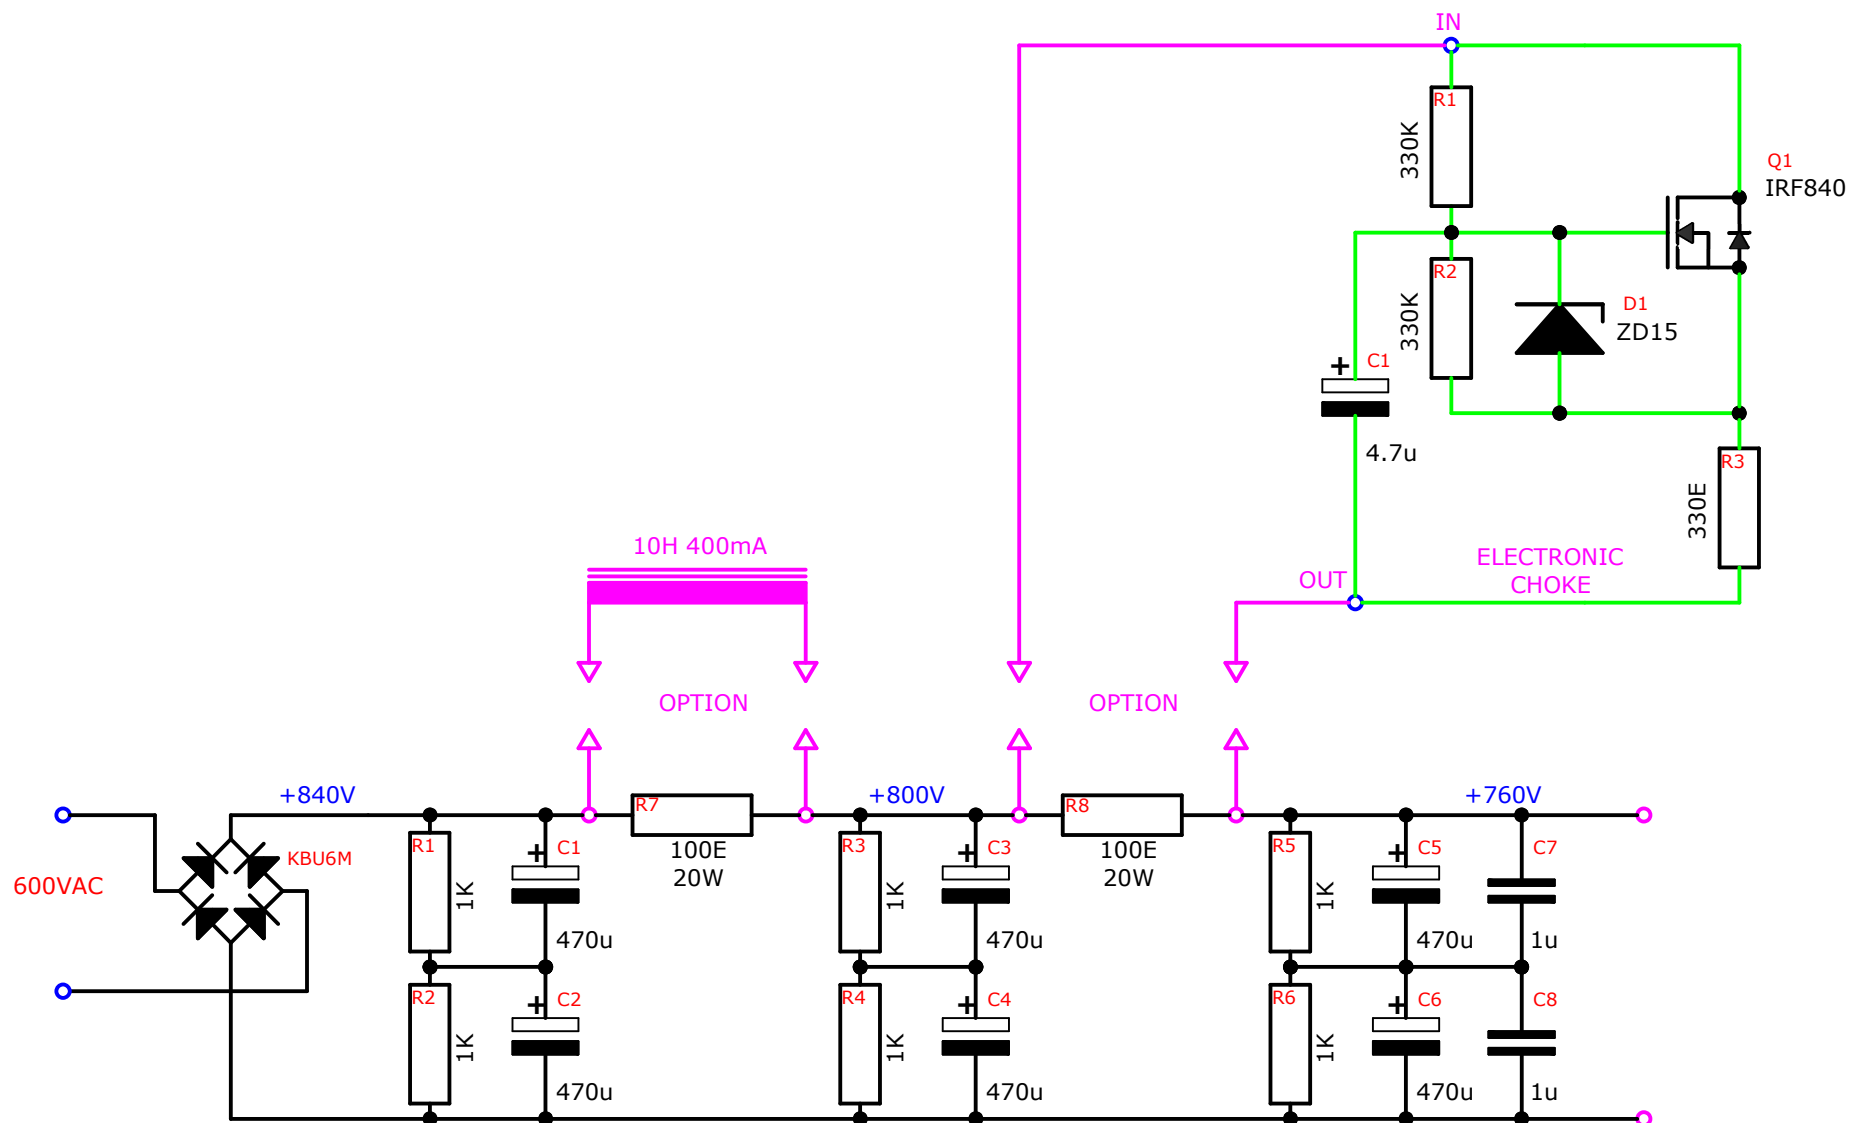 IN
R1
330K
Q1
IRF840
R2
330K
D1
ZD15
+
C1
4.7u
R3
330E
10H 400mA
OUT
ELECTRONIC
CHOKE
OPTION
OPTION
+840V
+800V
+760V
600VAC
KBU6M
R1
1K
+
C1
470u
R7
100E
20W
R3
1K
+
C3
470u
R8
100E
20W
R5
1K
+
C5
470u
C7
1u
R2
1K
+
C2
470u
R4
1K
+
C4
470u
R6
1K
+
C6
470u
C8
1u